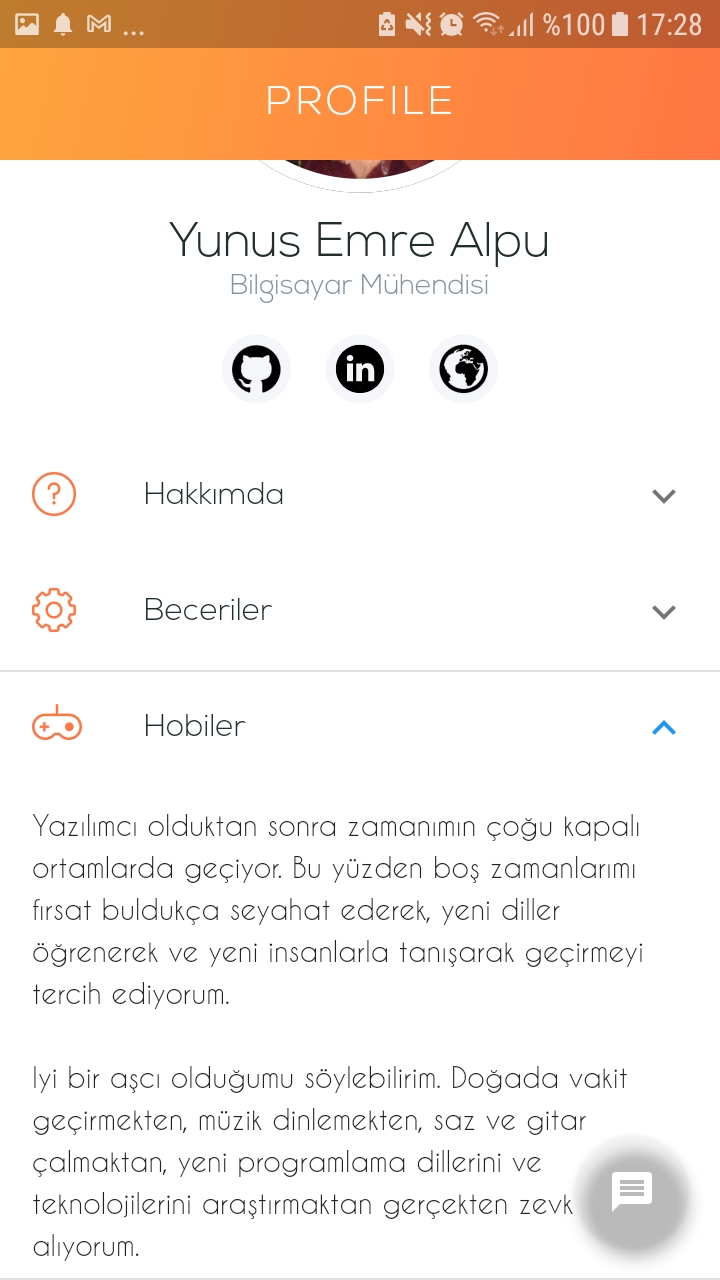 ... %100 17:28
PROFILE
Yunus Emre Alpu
Bilgisayar Mühendisi
in
Hakkımda
Beceriler
Hobiler
Yazılımcı olduktan sonra zamanımın çoğu kapalı
ortamlarda geçiyor. Bu yüzden boş zamanlarımı
fırsat buldukça seyahat ederek, yeni diller
öğrenerek ve yeni insanlarla tanışarak geçirmeyi
tercih ediyorum.
Iyi bir aşcı olduğumu söylebilirim. Doğada vakit
geçirmekten, müzik dinlemekten, saz ve gitar
çalmaktan, yeni programlama dillerini ve
teknolojilerini araştırmaktan gerçekten zevk
alıyorum.